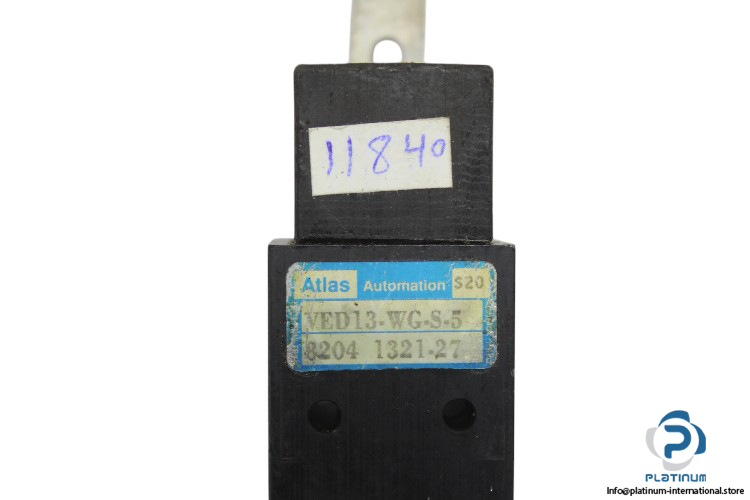 11840
Atlas Automation S20
VED13-WG-S-5
8204 1321-27
PLATINUM
Info@platinum-international.store